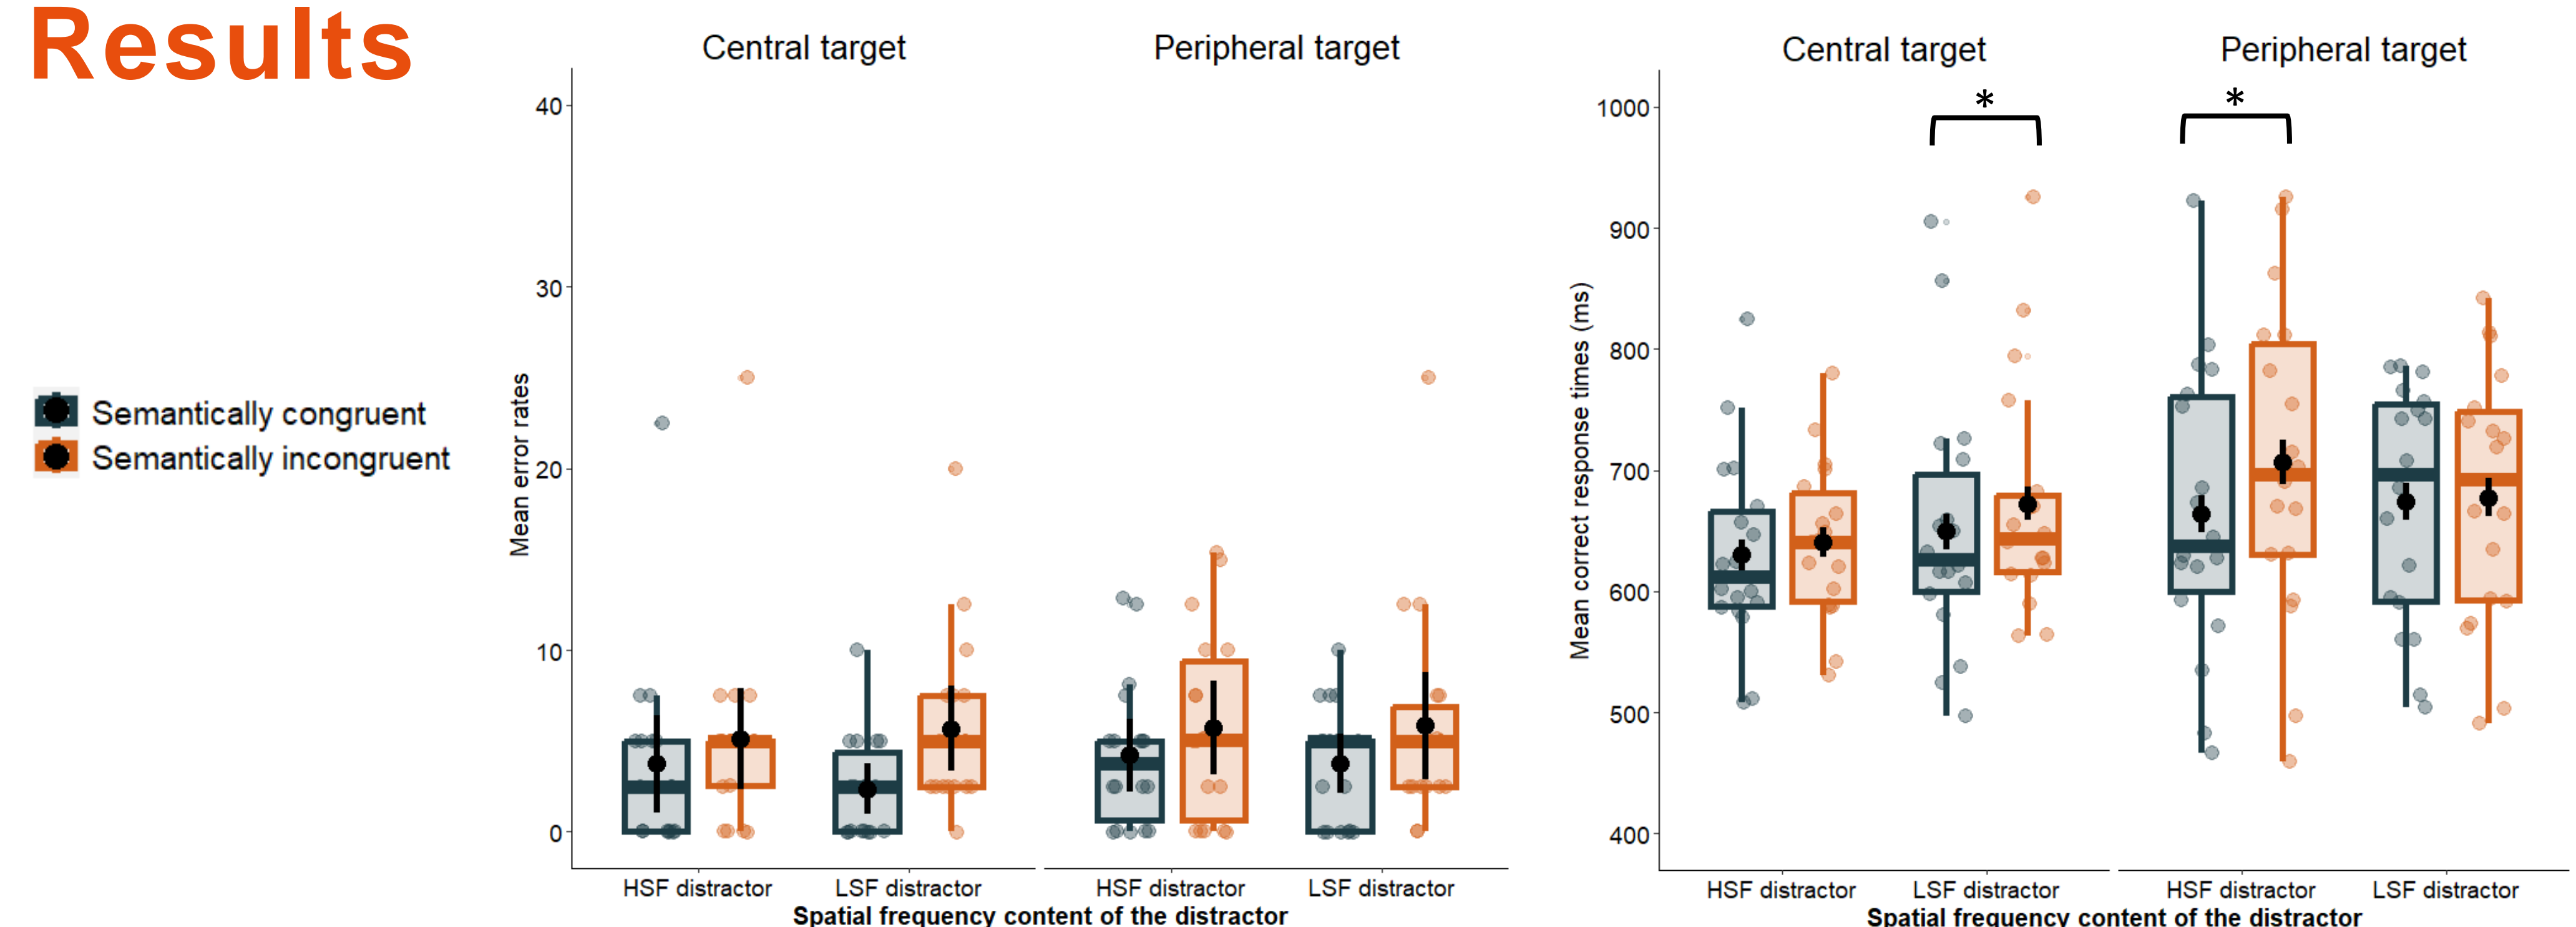 Results
Central target
Peripheral target
40
30
20
10
0
Mean error rates
HSF distractor
LSF distractor
HSF distractor
LSF distractor
Spatial frequency content of the distractor
Semantically congruent
Semantically incongruent
Central target
Peripheral target
*
*
1000
900
800
700
600
500
400
Mean correct response times (ms)
HSF distractor
LSF distractor
HSF distractor
LSF distractor
Spatial frequency content of the distractor